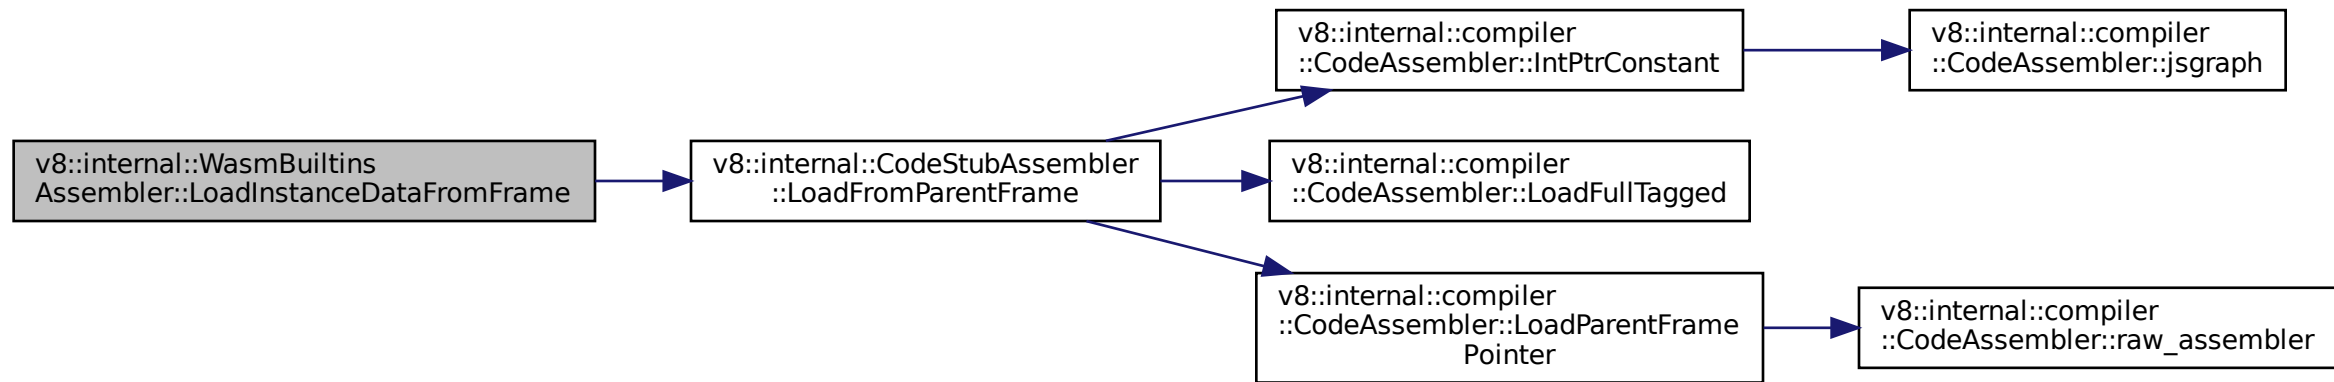 v8::internal::WasmBuiltins
Assembler::LoadInstanceDataFromFrame
v8::internal::CodeStubAssembler
::LoadFromParentFrame
v8::internal::compiler
::CodeAssembler::IntPtrConstant
v8::internal::compiler
::CodeAssembler::jsgraph
v8::internal::compiler
::CodeAssembler::LoadFullTagged
v8::internal::compiler
::CodeAssembler::LoadParentFrame
Pointer
v8::internal::compiler
::CodeAssembler::raw_assembler